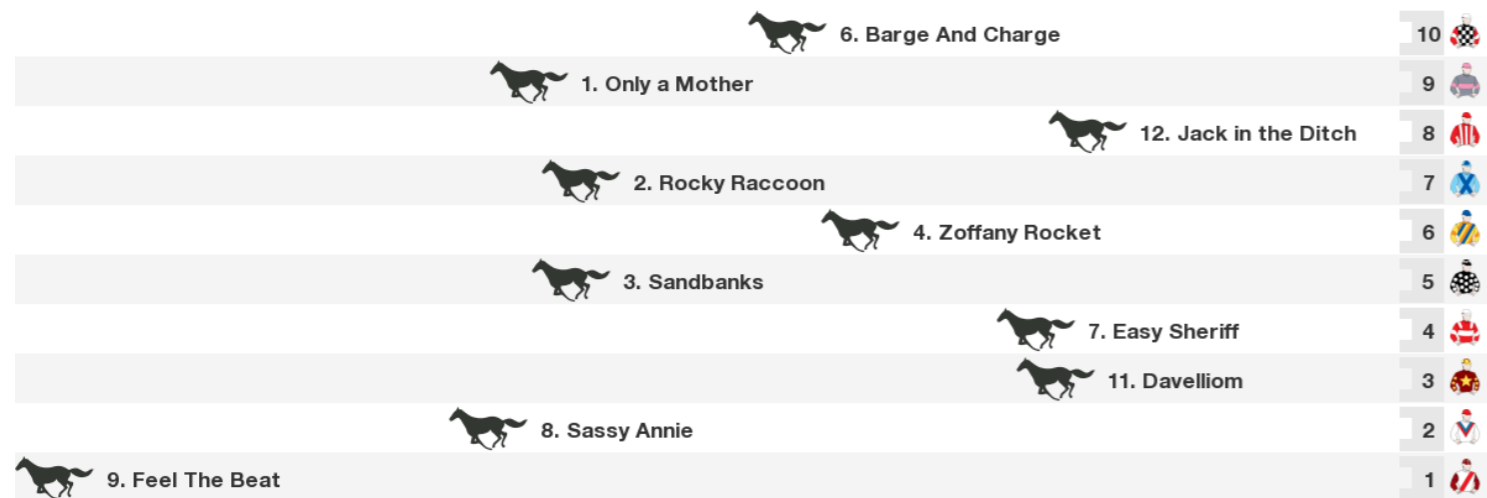 6. Barge And Charge 10
1. Only a Mother 9
12. Jack in the Ditch 8
2. Rocky Raccoon 7
4. Zoffany Rocket 6
3. Sandbanks 5
7. Easy Sheriff 4
11. Davelliom 3
8. Sassy Annie 2
9. Feel The Beat 1